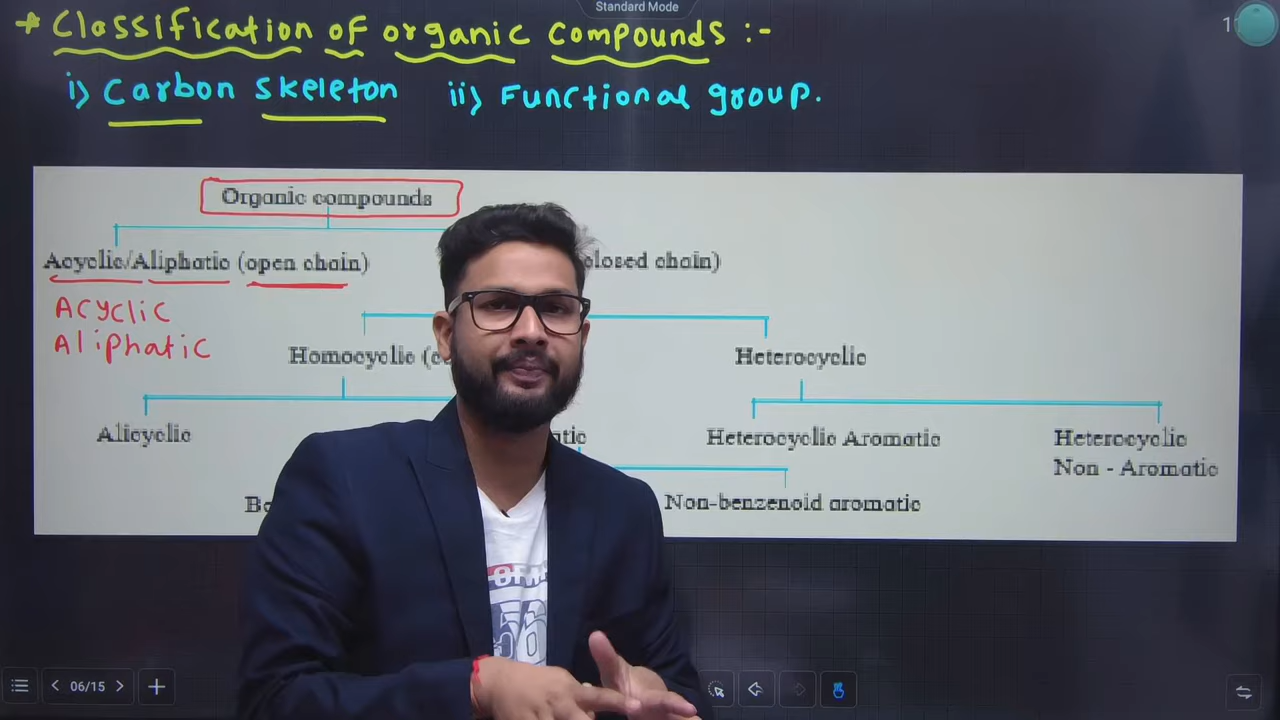 Standard Mode
* Classification of organic compounds :-
i) Carbon skeleton ii) Functional group.
Organic compounds
Acyclic/Aliphatic (open chain) closed chain)
Acyclic
Aliphatic
Homocyclic Heterocyclic
Alicyclic Heterocyclic Aromatic Heterocyclic
Non - Aromatic
Non-benzenoid aromatic
06/15